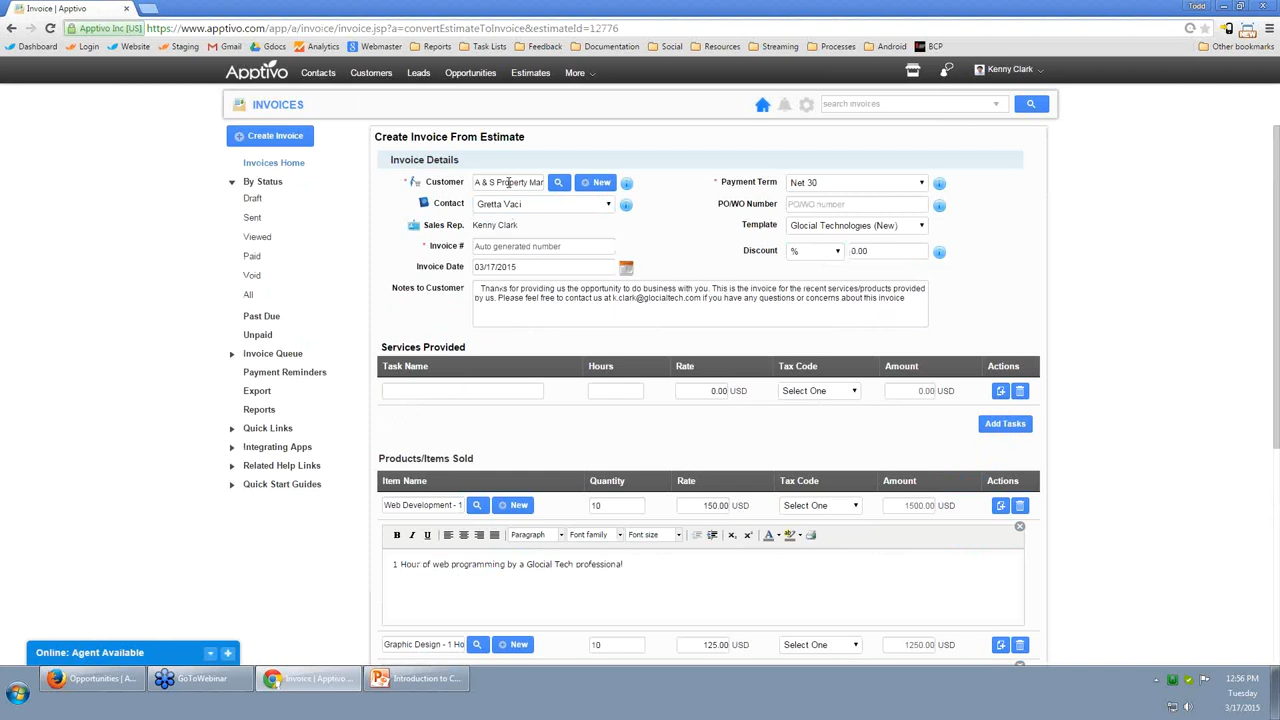 Invoice | Apptivo
Todd
Apptivo Inc [US] https://www.apptivo.com/app/a/invoice/invoice.jsp?a=convertEstimateToInvoice&estimateId=12776
Dashboard Login Website Staging Gmail Gdocs Analytics Webmaster Reports Task Lists Feedback Documentation Social Resources Streaming Processes Android BCP Other bookmarks
Apptivo Contacts Customers Leads Opportunities Estimates More Kenny Clark
INVOICES search invoices
Create Invoice
Invoices Home
By Status
Draft
Sent
Viewed
Paid
Void
All
Past Due
Unpaid
Invoice Queue
Payment Reminders
Export
Reports
Quick Links
Integrating Apps
Related Help Links
Quick Start Guides
Create Invoice From Estimate
Invoice Details
* Customer A & S Property Man New * Payment Term Net 30
Contact Gretta Vaci PO/WO Number PO/WO number
Sales Rep. Kenny Clark Template Glocial Technologies (New)
* Invoice # Auto generated number Discount % 0.00
Invoice Date 03/17/2015
Notes to Customer Thanks for providing us the opportunity to do business with you. This is the invoice for the recent services/products provided
by us. Please feel free to contact us at k.clark@glocialtech.com if you have any questions or concerns about this invoice
Services Provided
Task Name Hours Rate Tax Code Amount Actions
0.00 USD Select One 0.00 USD
Add Tasks
Products/Items Sold
Item Name Quantity Rate Tax Code Amount Actions
Web Development - 1 New 10 150.00 USD Select One 1500.00 USD
B I U Paragraph Font family Font size
1 Hour of web programming by a Glocial Tech professional
Graphic Design - 1 Ho New 10 125.00 USD Select One 1250.00 USD
Online: Agent Available
Opportunities | A... GoToWebinar Invoice | Apptivo ... Introduction to C...
12:56 PM
Tuesday
3/17/2015